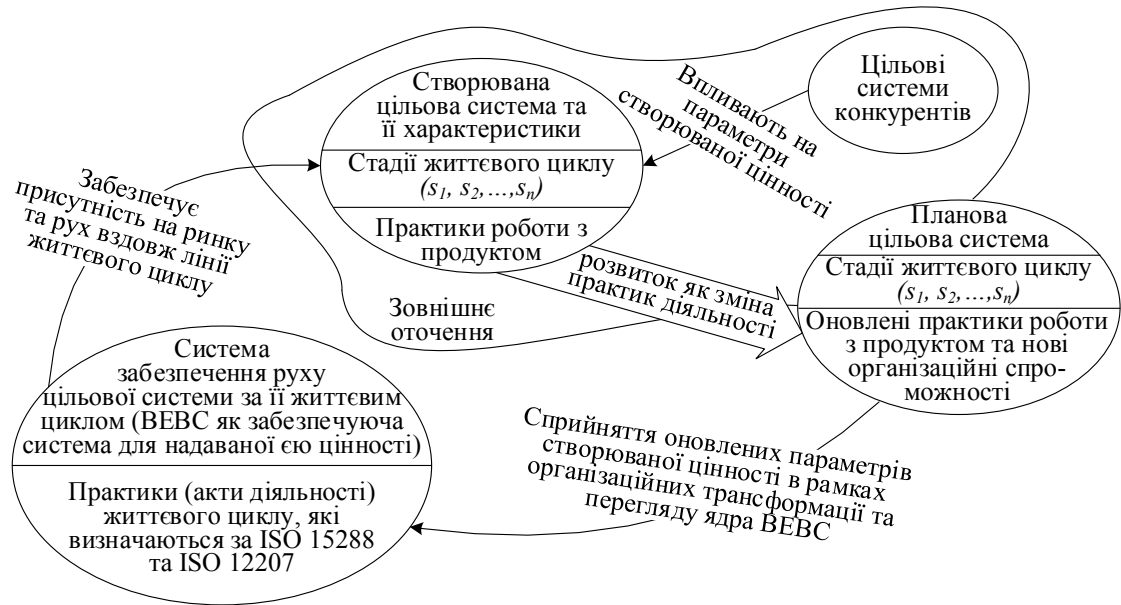 Створювана
цільова система та
її характеристики
Стадії життєвого циклу
(s₁, s₂,...,sₙ)
Практики роботи з
продуктом
Впливають на
параметри
створюваної цінності
Цільові
системи
конкурентів
Забезпечує
присутність на ринку
та рух вздовж лінії
життєвого циклу
Зовнішнє
оточення
розвиток як зміна
практик діяльності
Планова
цільова система
Стадії життєвого циклу
(s₁, s₂,...,sₙ)
Оновлені практики роботи
з продуктом та нові
організаційні спро-
можності
Система
забезпечення руху
цільової системи за її життєвим
циклом (ВЕВС як забезпечуюча
система для надаваної єю цінності)
Практики (акти діяльності)
життєвого циклу, які
визначаються за ISO 15288
та ISO 12207
Сприйняття оновлених параметрів
створюваної цінності в рамках
організаційних трансформації та
перегляду ядра ВЕВС